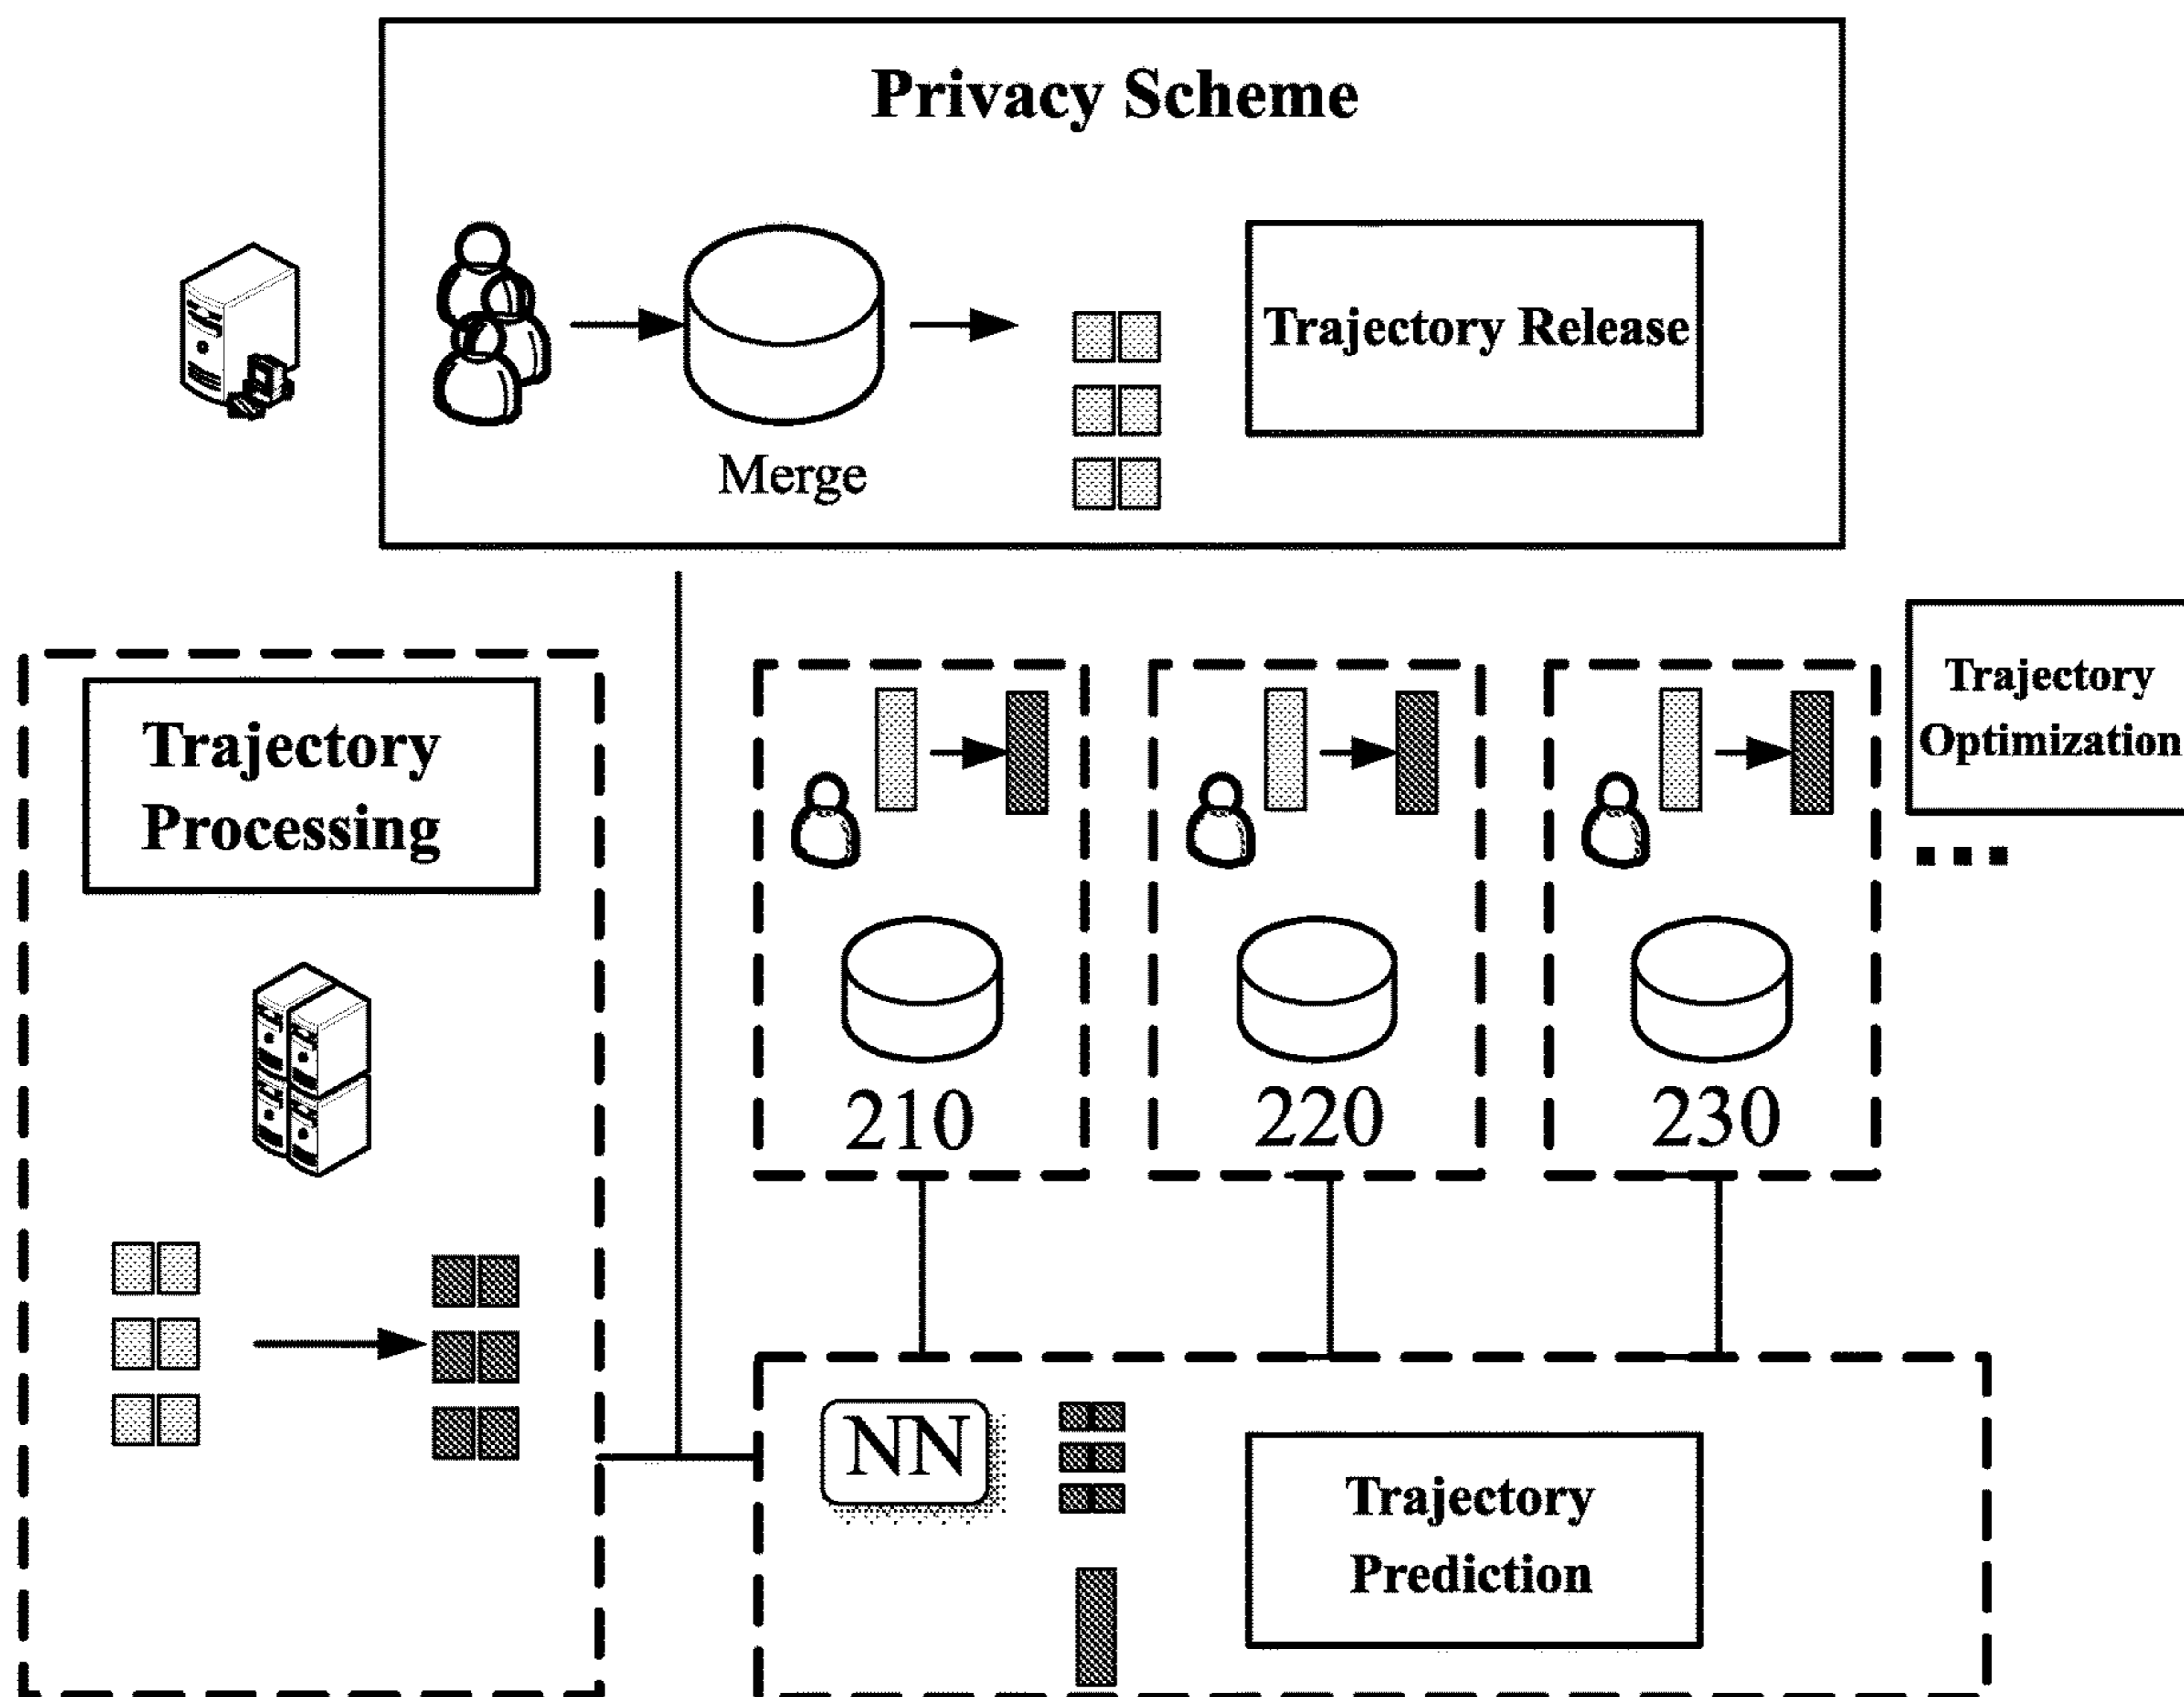 Privacy Scheme
Trajectory Release
Merge
Trajectory
Processing
Trajectory
Optimization
210
220
230
NN
Trajectory
Prediction